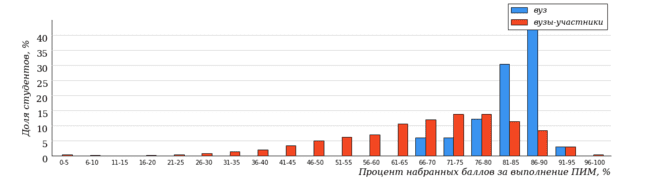 вуз
вузы-участники
Доля студентов, %
40
35
30
25
20
15
10
5
0
0-5 6-10 11-15 16-20 21-25 26-30 31-35 36-40 41-45 46-50 51-55 56-60 61-65 66-70 71-75 76-80 81-85 86-90 91-95 96-100
Процент набранных баллов за выполнение ПИМ, %